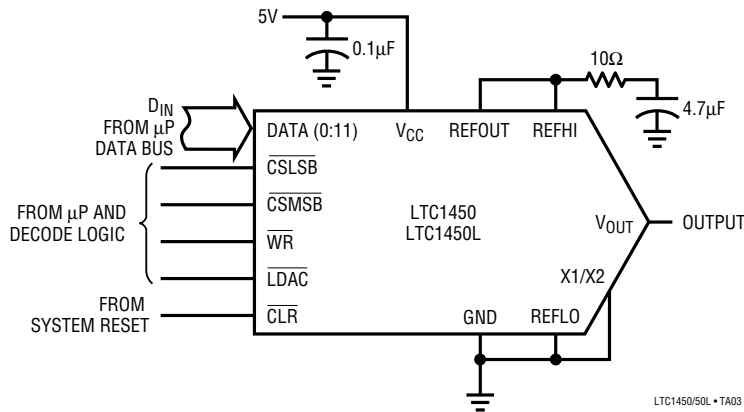 5V
0.1µF
10Ω
4.7µF
D_IN
FROM µP
DATA BUS
DATA (0:11)
V_CC
REFOUT
REFHI
CSLSB
CSMSB
WR
LDAC
CLR
FROM µP AND
DECODE LOGIC
FROM
SYSTEM RESET
LTC1450
LTC1450L
V_OUT
OUTPUT
X1/X2
GND
REFLO
LTC1450/50L • TA03